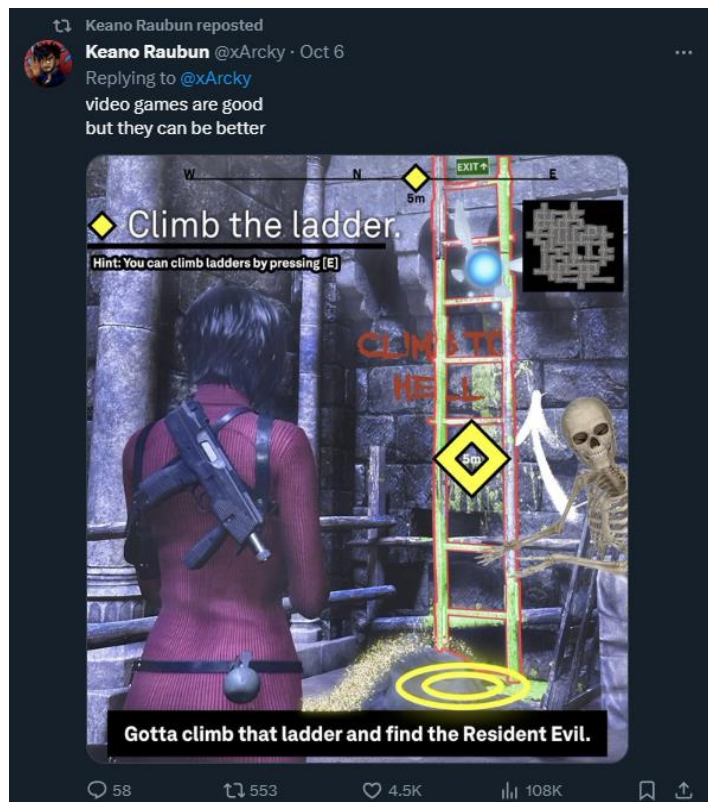 Keano Raubun reposted
Keano Raubun @xArcky · Oct 6
Replying to @xArcky
video games are good
but they can be better
EXIT↑
W N E
5m
Climb the ladder.
Hint: You can climb ladders by pressing [E]
CLIMB TO
HELL
5m
Gotta climb that ladder and find the Resident Evil.
58 553 4.5K 108K